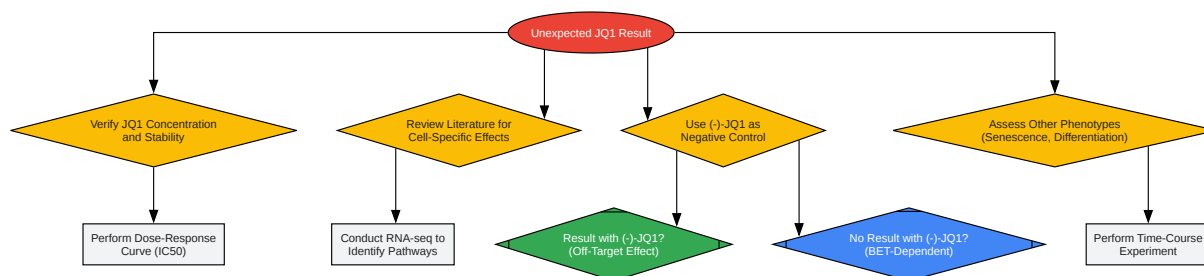 Unexpected JQ1 Result
Verify JQ1 Concentration
and Stability
Review Literature for
Cell-Specific Effects
Use (-)-JQ1 as
Negative Control
Assess Other Phenotypes
(Senescence, Differentiation)
Perform Dose-Response
Curve (IC50)
Conduct RNA-seq to
Identify Pathways
Result with (-)-JQ1?
(Off-Target Effect)
No Result with (-)-JQ1?
(BET-Dependent)
Perform Time-Course
Experiment